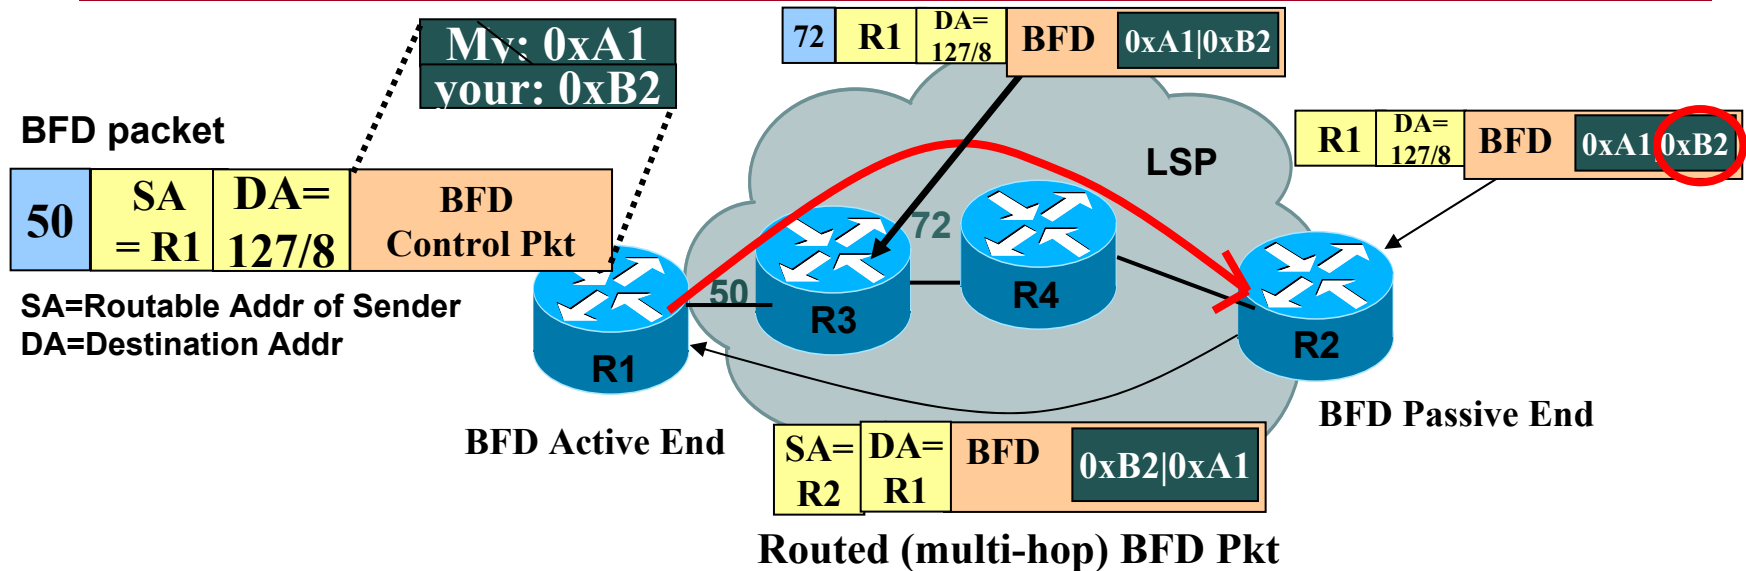 My: 0xA1
your: 0xB2
72
R1
DA=
127/8
BFD
0xA1|0xB2
R1
DA=
127/8
BFD
0xA1|0xB2
BFD packet
50
SA
= R1
DA=
127/8
BFD
Control Pkt
SA=Routable Addr of Sender
DA=Destination Addr
LSP
50
72
R1
R3
R4
R2
BFD Active End
BFD Passive End
SA=
R2
DA=
R1
BFD
0xB2|0xA1
Routed (multi-hop) BFD Pkt